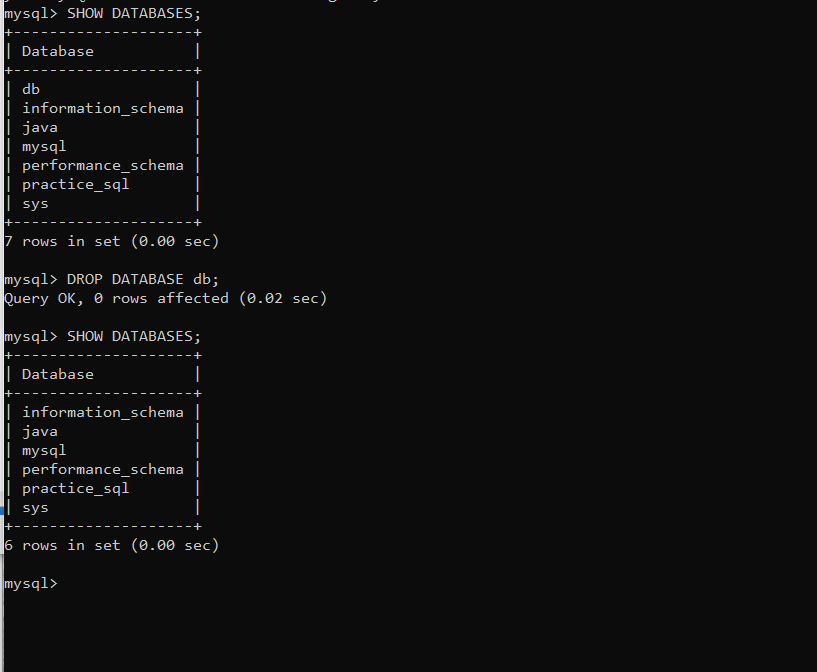 mysql> SHOW DATABASES;
+--------------------+
| Database           |
+--------------------+
| db                 |
| information_schema |
| java               |
| mysql              |
| performance_schema |
| practice_sql       |
| sys                |
+--------------------+
7 rows in set (0.00 sec)
mysql> DROP DATABASE db;
Query OK, 0 rows affected (0.02 sec)
mysql> SHOW DATABASES;
+--------------------+
| Database           |
+--------------------+
| information_schema |
| java               |
| mysql              |
| performance_schema |
| practice_sql       |
| sys                |
+--------------------+
6 rows in set (0.00 sec)
mysql>